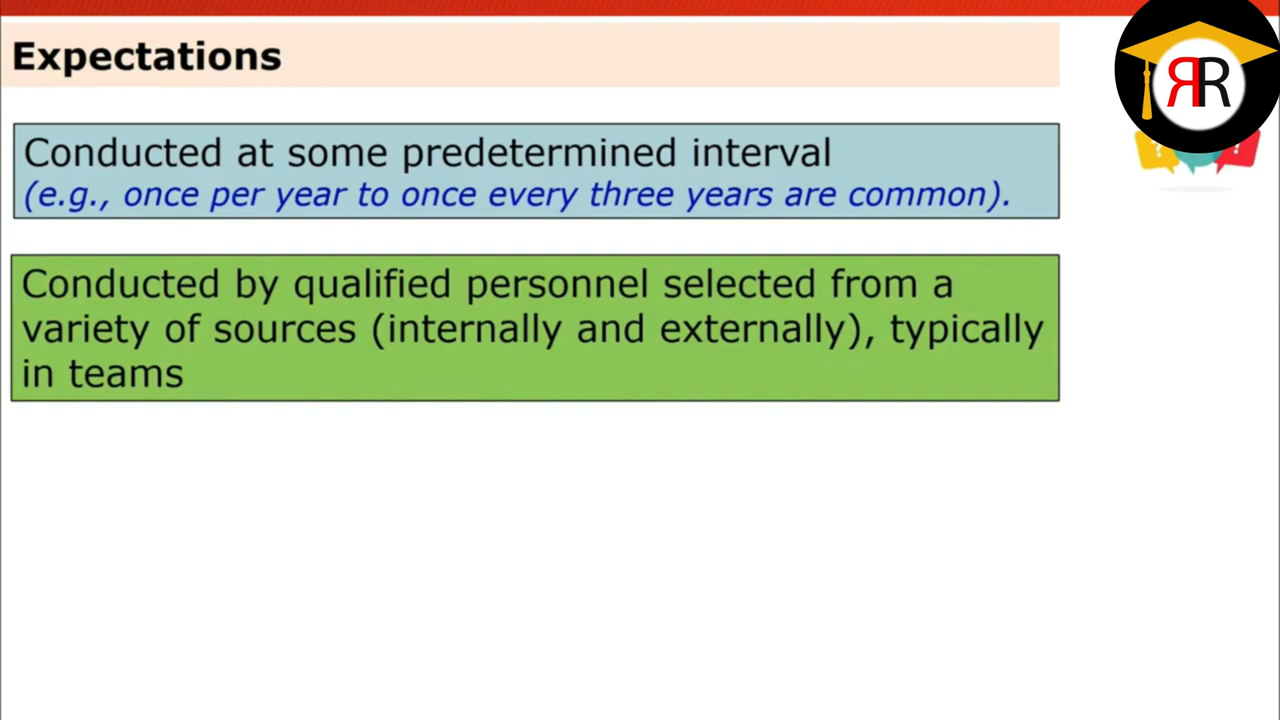 Expectations
Conducted at some predetermined interval
(e.g., once per year to once every three years are common).
Conducted by qualified personnel selected from a
variety of sources (internally and externally), typically
in teams
RR
? ?